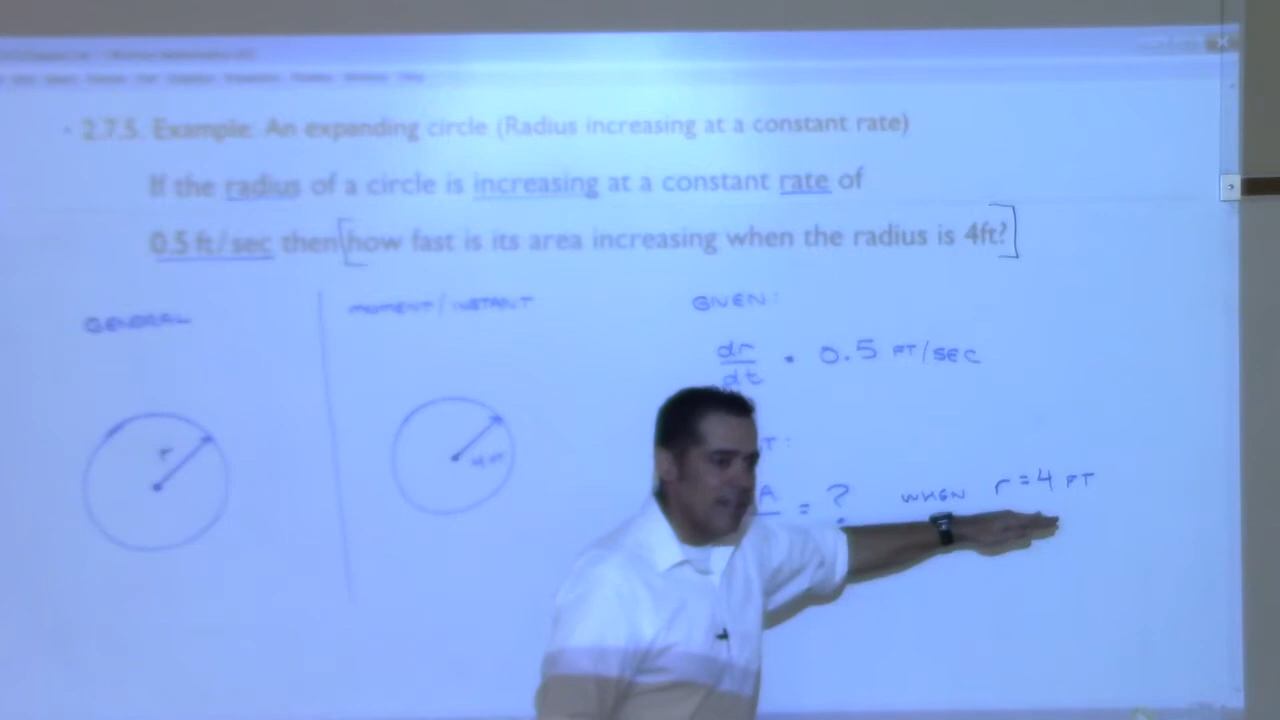 2.7.5. Example: An expanding circle (Radius increasing at a constant rate)
If the radius of a circle is increasing at a constant rate of
0.5 ft/sec then [how fast is its area increasing when the radius is 4ft?]
GENERAL
MOMENT/INSTANT
GIVEN:
dr
dt
= 0.5 FT/SEC
r
4 FT
T:
A
= ? WHEN r=4 FT